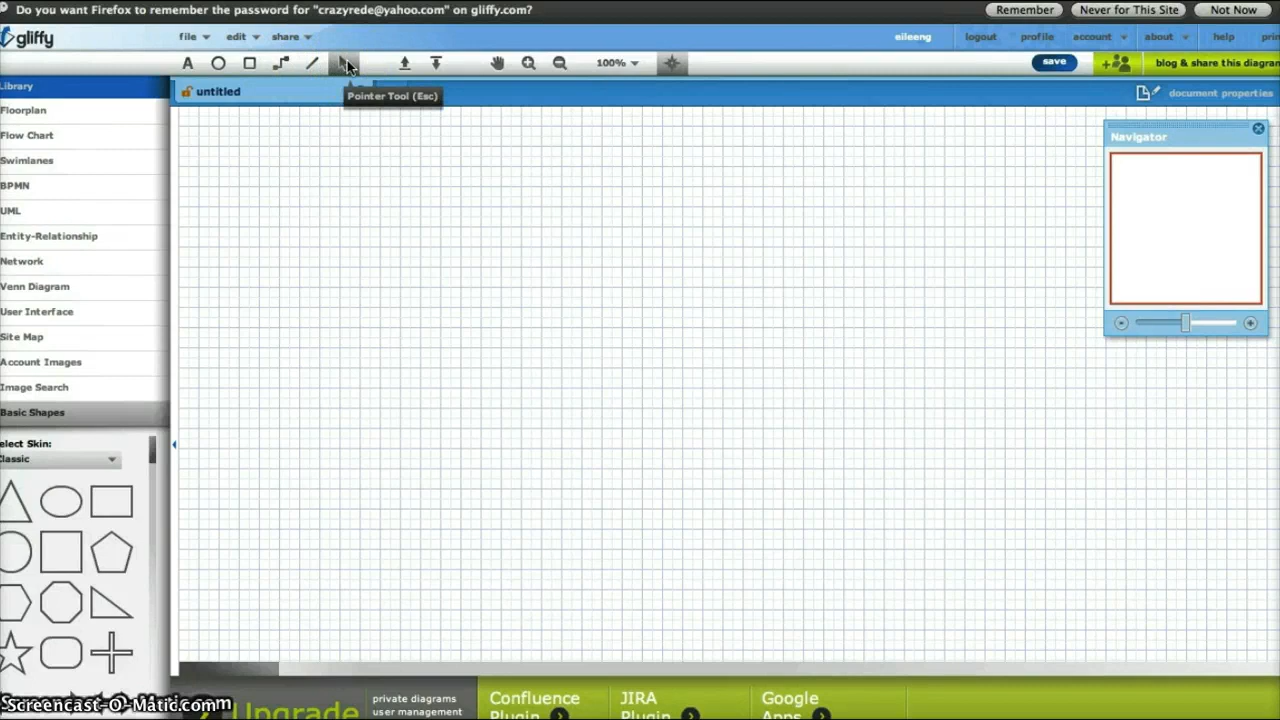 Do you want Firefox to remember the password for "crazyrede@yahoo.com" on gliffy.com?
Remember
Never for This Site
Not Now
gliffy
file
edit
share
eileeng
logout
profile
account
about
help
prin
A
100%
save
blog & share this diagram
Library
untitled
Pointer Tool (Esc)
document properties
Floorplan
Flow Chart
Swimlanes
BPMN
UML
Entity-Relationship
Network
Venn Diagram
User Interface
Site Map
Account Images
Image Search
Basic Shapes
Navigator
elect Skin:
Classic
Screencast-O-Matic.com
Upgrade
private diagrams
user management
Confluence
Plugin
JIRA
Plugin
Google
Apps